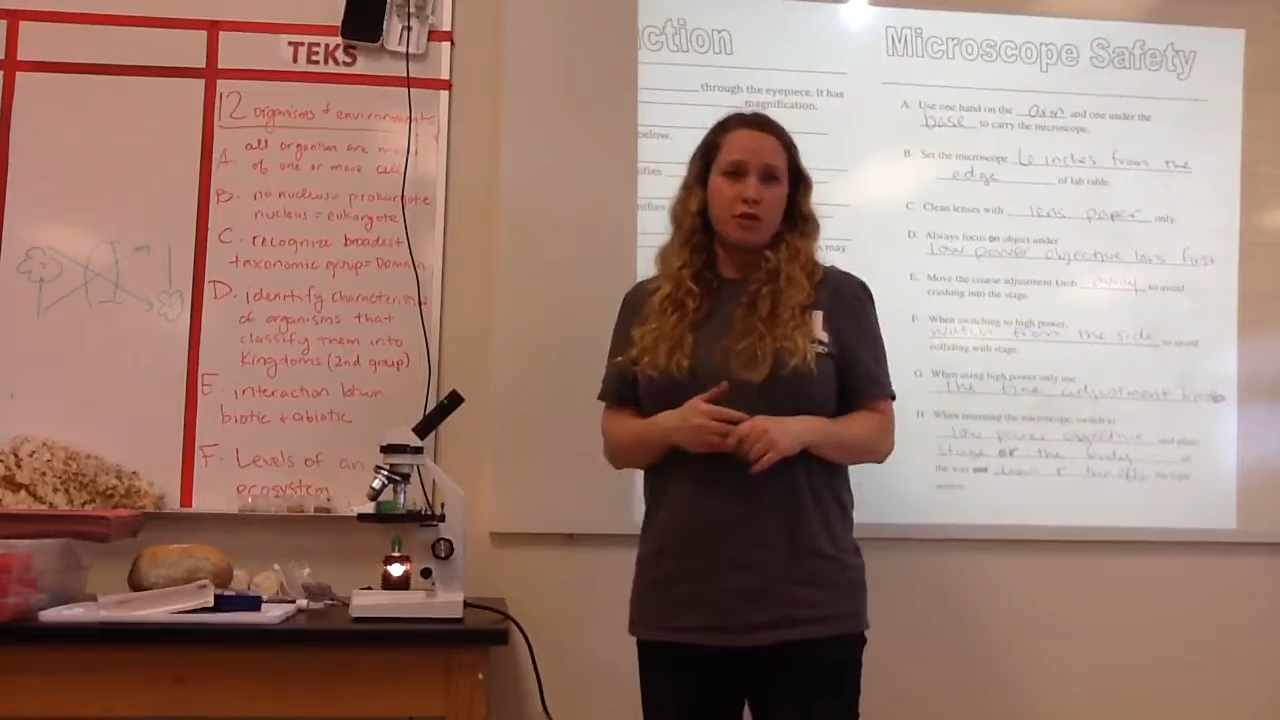 TEKS
12 organisms + environments
A. all organism are
of one or more cell
B. no nucleus = prokaryote
nucleus = eukaryote
C. recognize broadest
taxonomic group = Domain
D. idenitsify characteris
of organisms that
classify them into
Kingdoms (2nd group)
E. interaction btwn
biotic + abiotic
F. Levels of an
ecosystem
ction
through the eyepiece. It has
magnification.
below.
may
Microscope Safety
A. Use one hand on the arm and one under the
base to carry the microscope.
B. Set the microscope 6 inches from the
edge of lab table.
C. Clean lenses with lens paper only.
D. Always focus on object under
low power objective lens first
E. Move the coarse adjustment knob away to avoid
crashing into the stage.
F. When switching to high power,
watch from the side to avoid
colliding with stage.
G. When using high power only use
the fine adjustment knob
H. When returning the microscope, switch to
low power objective and place
stage or the body all
the way down + turn off the light
source.